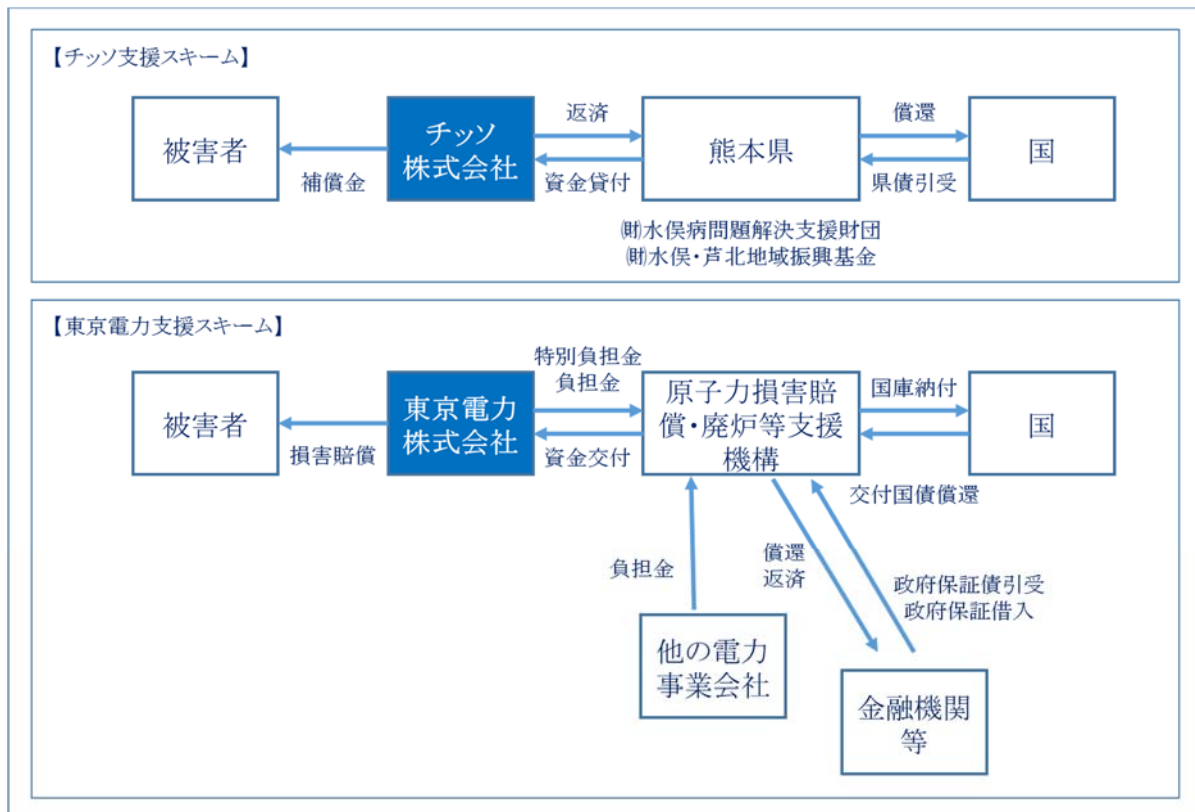 【チッソ支援スキーム】
被害者
補償金
チッソ
株式会社
返済
資金貸付
熊本県
㈶水俣病問題解決支援財団
㈶水俣・芦北地域振興基金
償還
県債引受
国
【東京電力支援スキーム】
被害者
損害賠償
東京電力
株式会社
特別負担金
負担金
資金交付
原子力損害賠
償・廃炉等支援
機構
国庫納付
交付国債償還
国
負担金
他の電力
事業会社
償還
返済
政府保証債引受
政府保証借入
金融機関
等